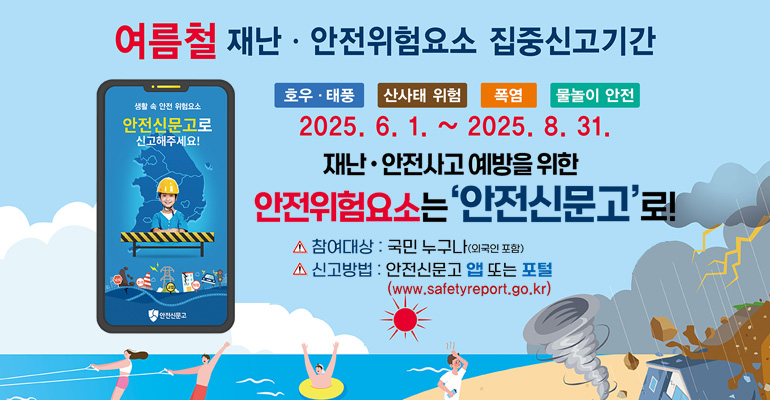 여름철 재난 · 안전위험요소 집중신고기간
생활 속 안전 위험요소
안전신문고로
신고해주세요!
안전신문고
호우 · 태풍 산사태 위험 폭염 물놀이 안전
2025. 6. 1. ~ 2025. 8. 31.
재난 · 안전사고 예방을 위한
안전위험요소는 ‘안전신문고’로!
참여대상 : 국민 누구나(외국인 포함)
신고방법 : 안전신문고 앱 또는 포털
(www.safetyreport.go.kr)